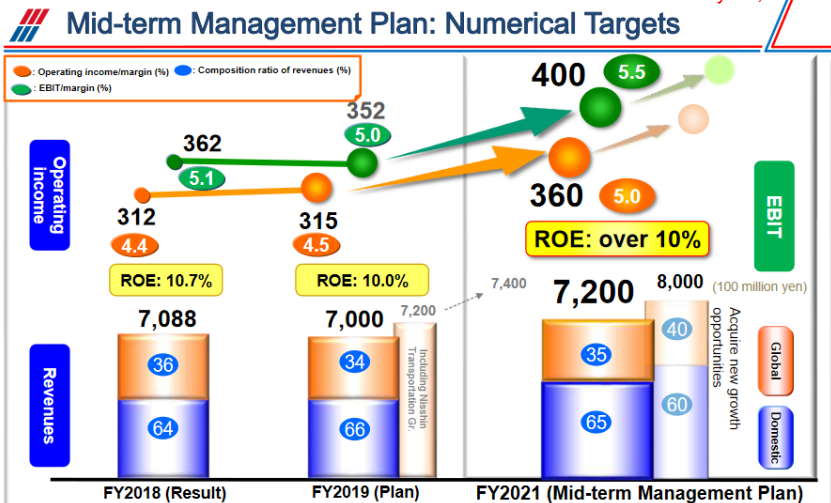 Mid-term Management Plan: Numerical Targets
: Operating income/margin (%)
: Composition ratio of revenues (%)
: EBIT/margin (%)
Operating income
362
5.1
312
4.4
352
5.0
315
4.5
400
5.5
360
5.0
EBIT
ROE: 10.7%
ROE: 10.0%
ROE: over 10%
7,088
7,000
7,200
7,400
7,200
8,000
(100 million yen)
Revenues
36
64
34
66
Including Nisshin
Transportation Gr.
35
65
40
60
Acquire new growth
opportunities
Global
Domestic
FY2018 (Result)
FY2019 (Plan)
FY2021 (Mid-term Management Plan)